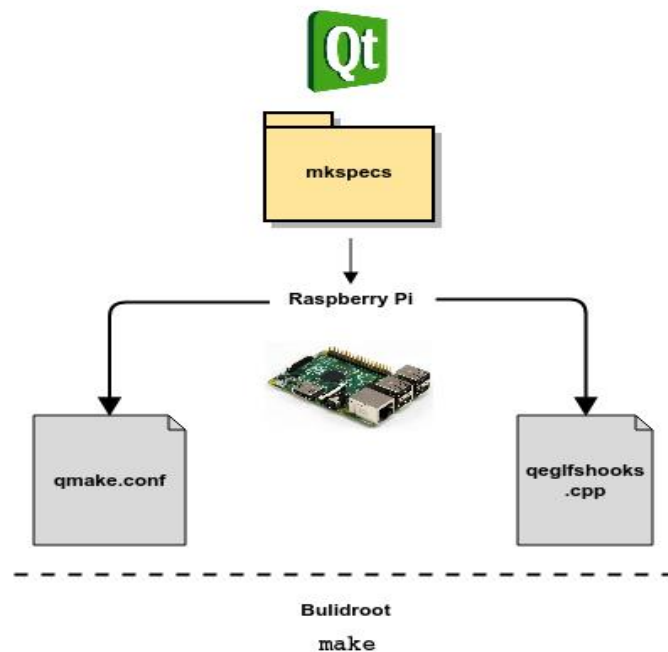 Qt
mkspecs
Raspberry Pi
qmake.conf
qeglfshooks
.cpp
Bulidroot
make